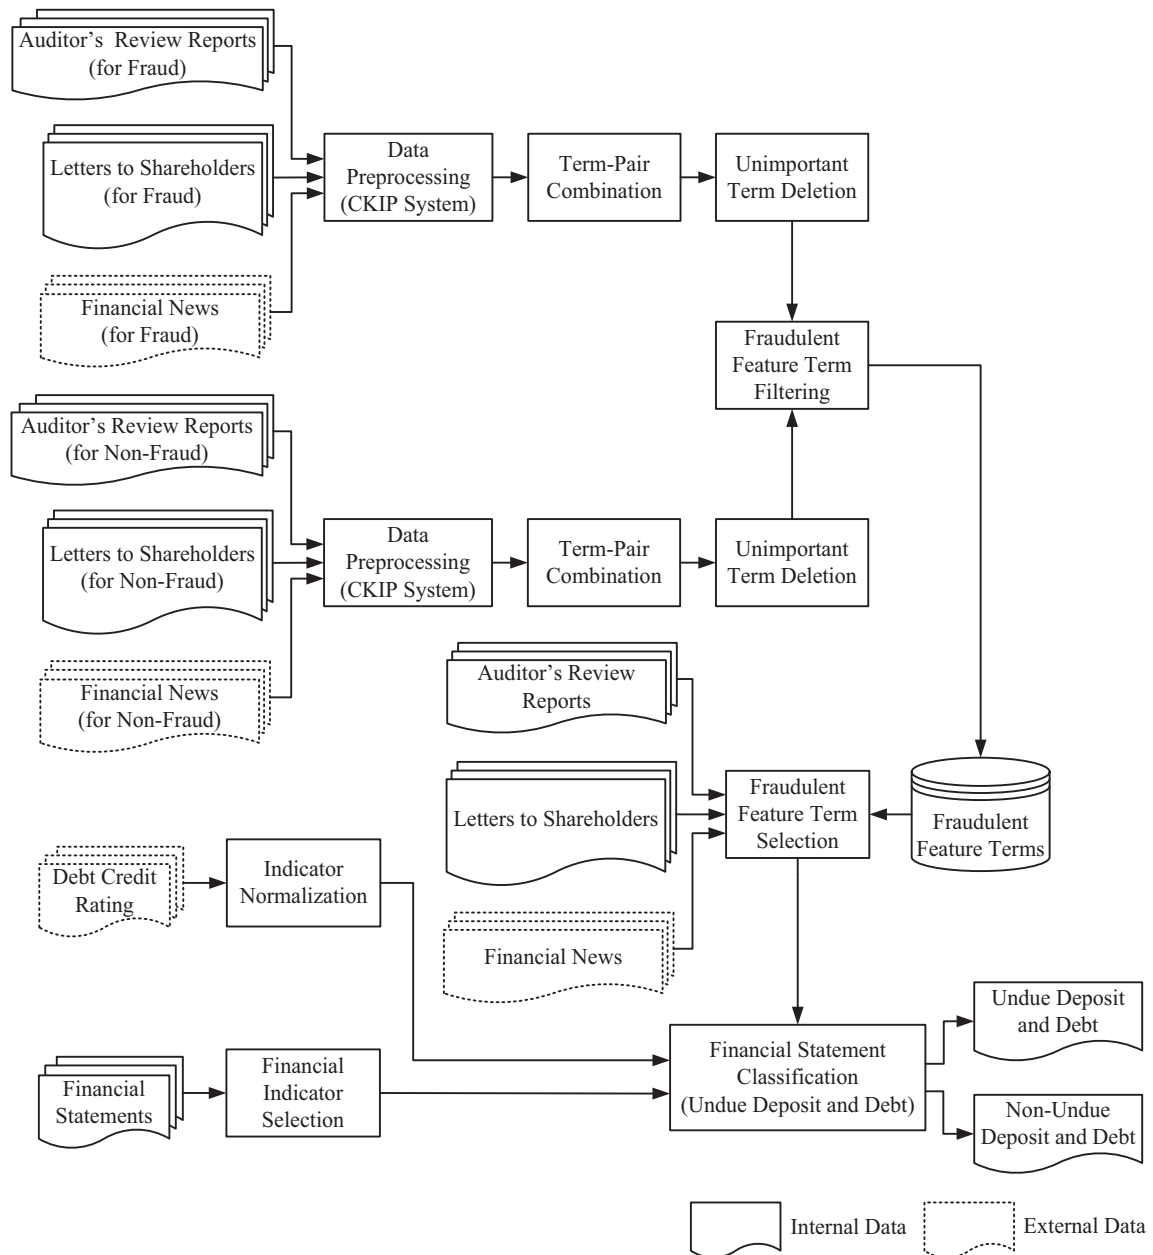 Auditor's Review Reports
(for Fraud)
Letters to Shareholders
(for Fraud)
Financial News
(for Fraud)
Data
Preprocessing
(CKIP System)
Term-Pair
Combination
Unimportant
Term Deletion
Fraudulent
Feature Term
Filtering
Auditor's Review Reports
(for Non-Fraud)
Letters to Shareholders
(for Non-Fraud)
Financial News
(for Non-Fraud)
Data
Preprocessing
(CKIP System)
Term-Pair
Combination
Unimportant
Term Deletion
Auditor's Review
Reports
Letters to Shareholders
Financial News
Fraudulent
Feature Term
Selection
Fraudulent
Feature Terms
Debt Credit
Rating
Indicator
Normalization
Financial
Statements
Financial
Indicator
Selection
Financial Statement
Classification
(Undue Deposit and Debt)
Undue Deposit
and Debt
Non-Undue
Deposit and Debt
Internal Data
External Data